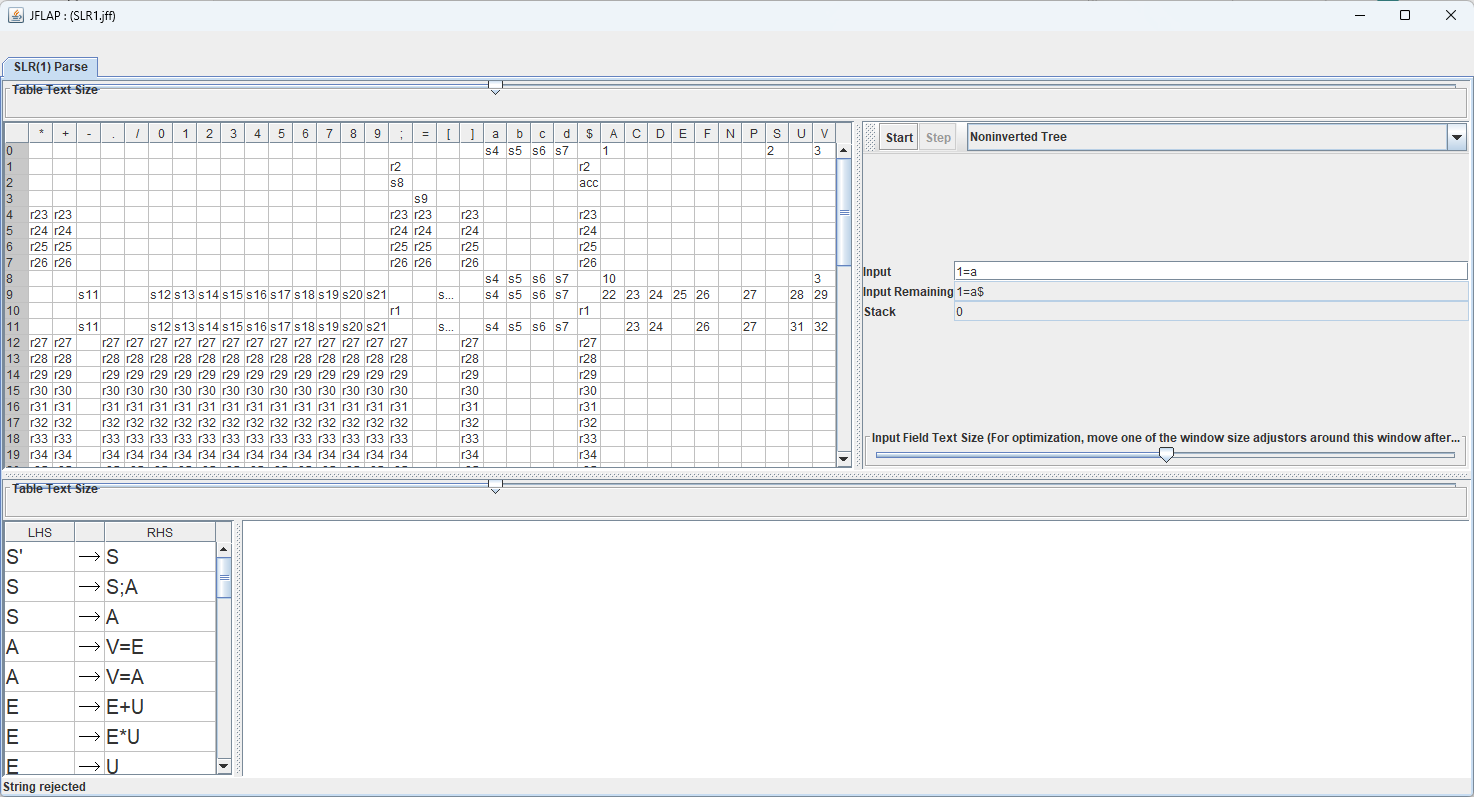 JFLAP : (SLR1.jff)
SLR(1) Parse
Table Text Size
* + - . / 0 1 2 3 4 5 6 7 8 9 ; = [ ] a b c d $ A C D E F N P S U V
0 s4 s5 s6 s7 1 2 3
1 r2 r2
2 s8 acc
3 s9
4 r23 r23 r23 r23 r23 r23
5 r24 r24 r24 r24 r24 r24
6 r25 r25 r25 r25 r25 r25
7 r26 r26 r26 r26 r26 r26
8 s4 s5 s6 s7 10 3
9 s11 s12 s13 s14 s15 s16 s17 s18 s19 s20 s21 s... s4 s5 s6 s7 22 23 24 25 26 27 28 29
10 r1 r1
11 s11 s12 s13 s14 s15 s16 s17 s18 s19 s20 s21 s... s4 s5 s6 s7 23 24 26 27 31 32
12 r27 r27 r27 r27 r27 r27 r27 r27 r27 r27 r27 r27 r27 r27 r27 r27 r27
13 r28 r28 r28 r28 r28 r28 r28 r28 r28 r28 r28 r28 r28 r28 r28 r28 r28
14 r29 r29 r29 r29 r29 r29 r29 r29 r29 r29 r29 r29 r29 r29 r29 r29 r29
15 r30 r30 r30 r30 r30 r30 r30 r30 r30 r30 r30 r30 r30 r30 r30 r30 r30
16 r31 r31 r31 r31 r31 r31 r31 r31 r31 r31 r31 r31 r31 r31 r31 r31 r31
17 r32 r32 r32 r32 r32 r32 r32 r32 r32 r32 r32 r32 r32 r32 r32 r32 r32
18 r33 r33 r33 r33 r33 r33 r33 r33 r33 r33 r33 r33 r33 r33 r33 r33 r33
19 r34 r34 r34 r34 r34 r34 r34 r34 r34 r34 r34 r34 r34 r34 r34 r34 r34
Start Step Noninverted Tree
Input 1=a
Input Remaining 1=a$
Stack 0
Input Field Text Size (For optimization, move one of the window size adjustors around this window after...
Table Text Size
LHS RHS
S' → S
S → S;A
S → A
A → V=E
A → V=A
E → E+U
E → E*U
E → U
String rejected